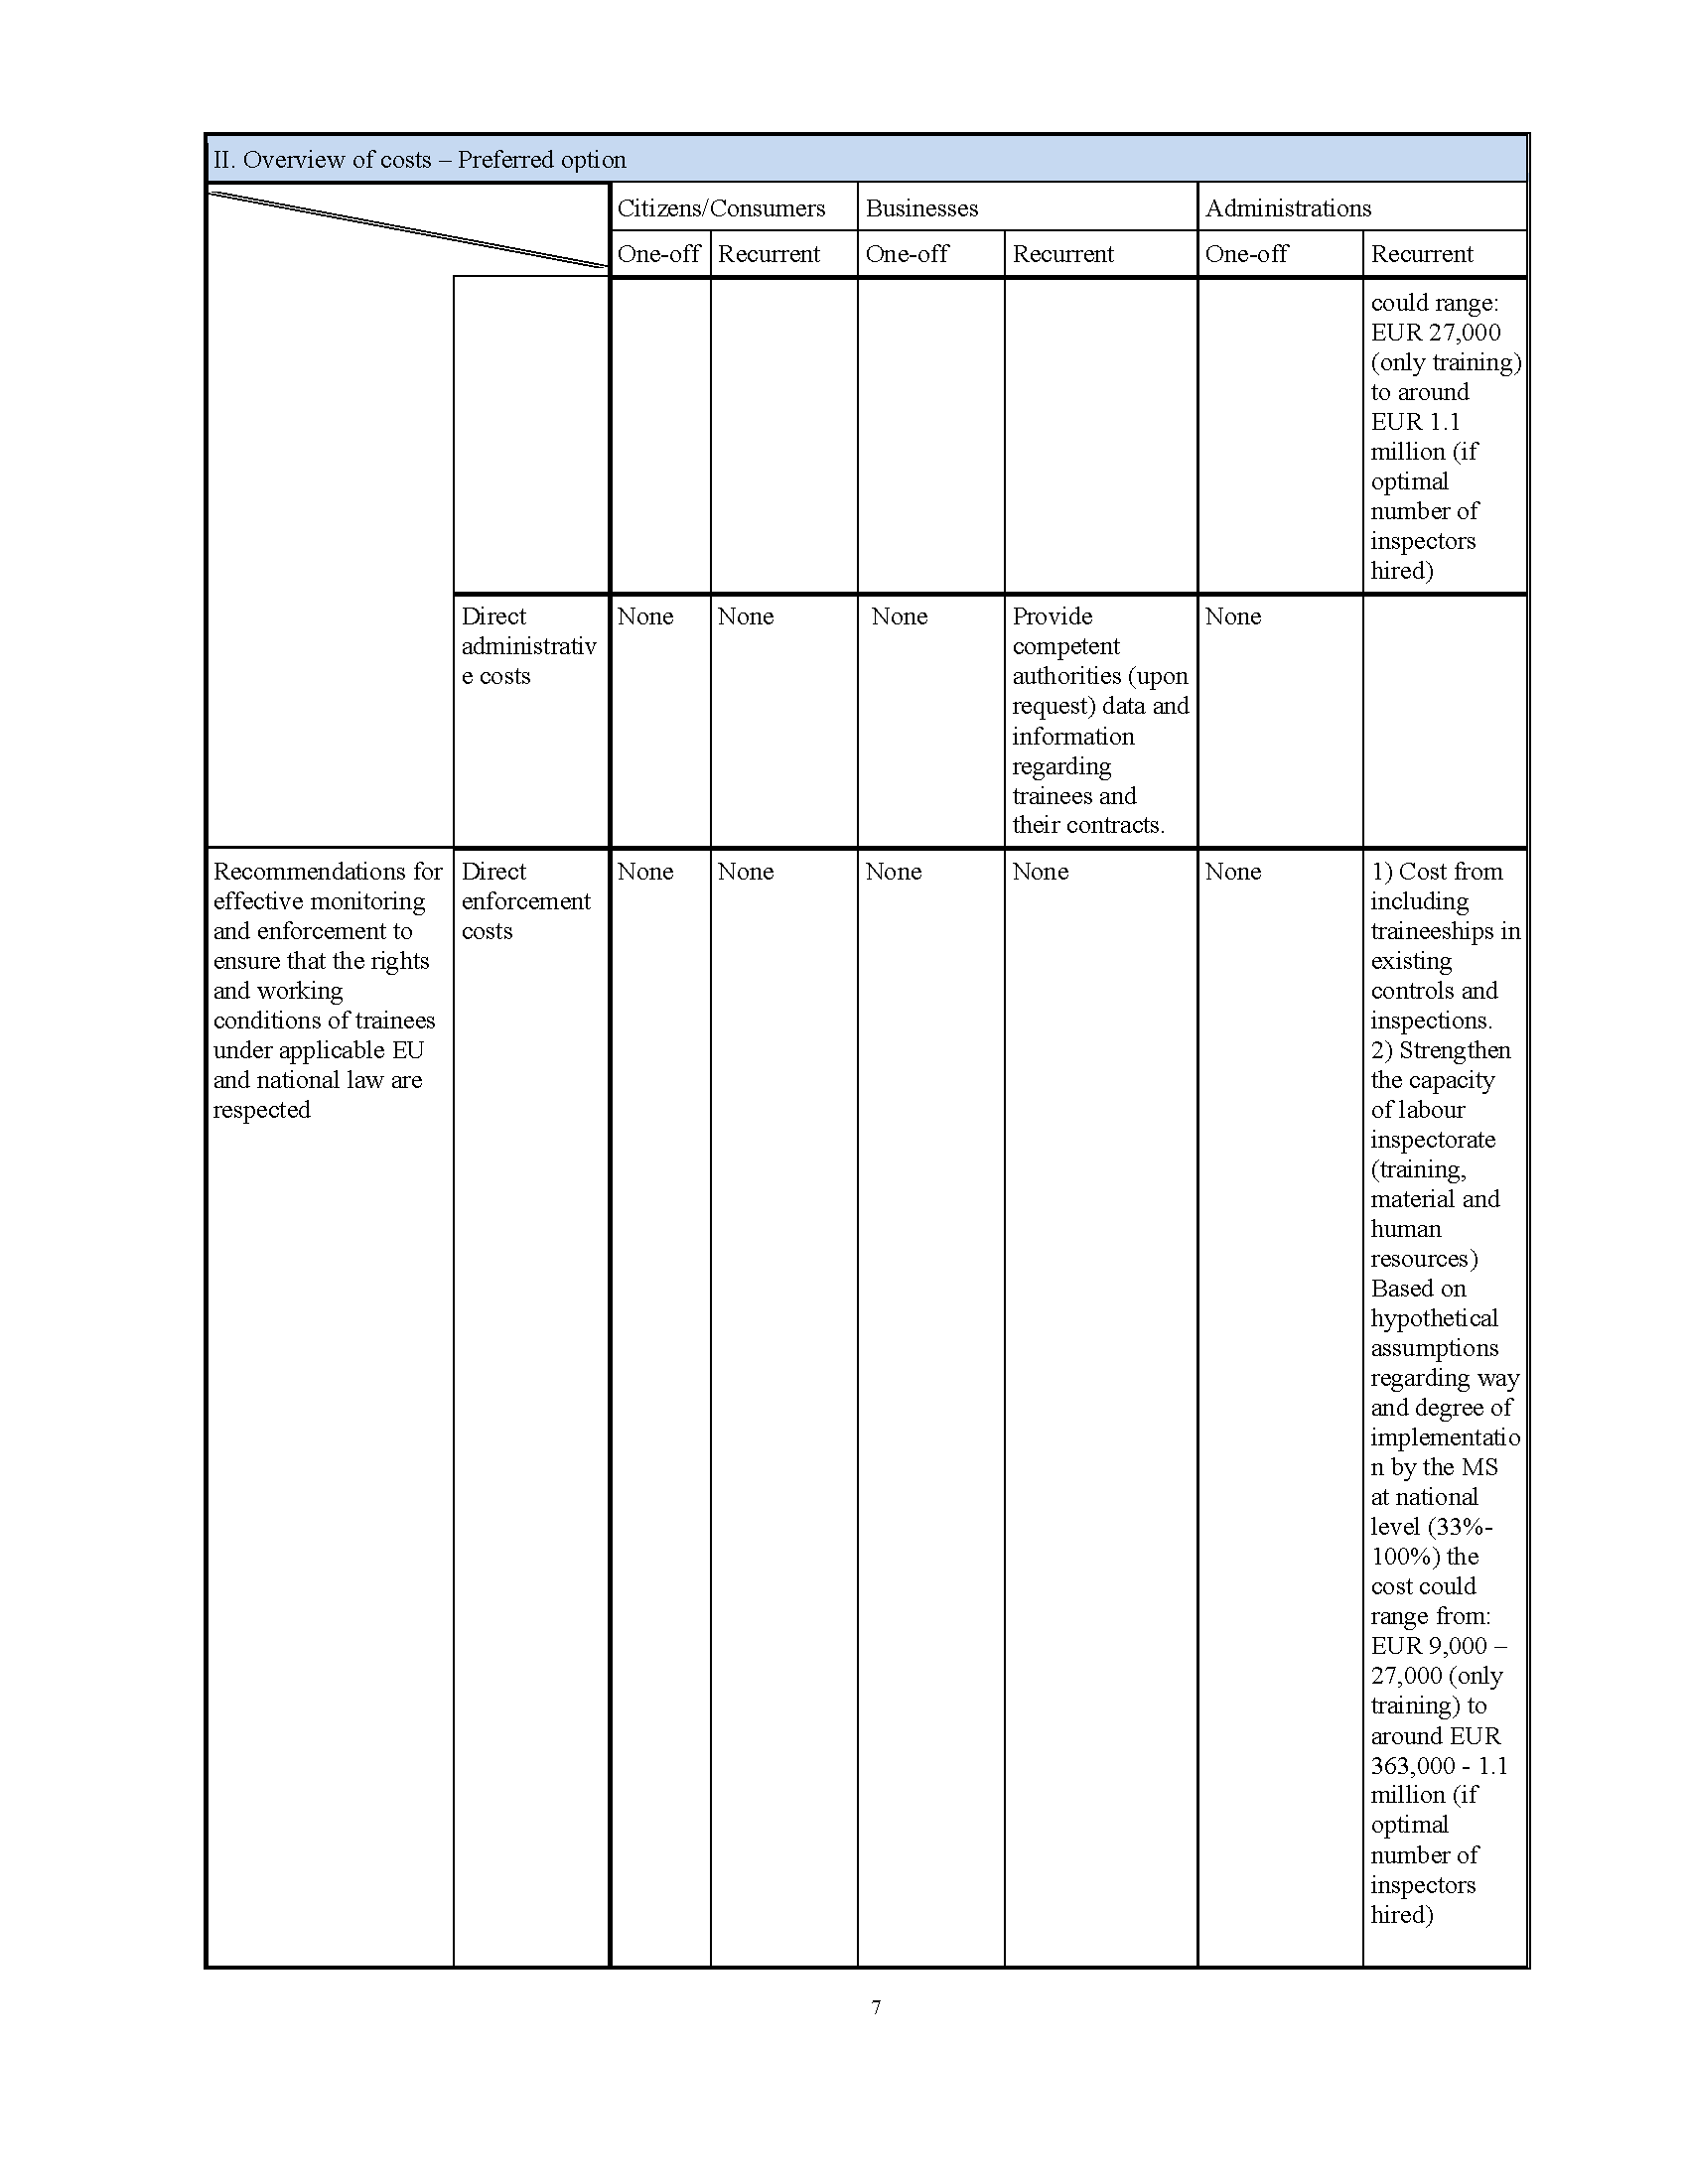 II. Overview of costs – Preferred option
Citizens/Consumers
Businesses
Administrations
One-off
Recurrent
One-off
Recurrent
One-off
Recurrent
could range:
EUR 27,000
(only training)
to around
EUR 1.1
million (if
optimal
number of
inspectors
hired)
Direct
administrativ
e costs
None
None
None
Provide
competent
authorities (upon
request) data and
information
regarding
trainees and
their contracts.
None
Recommendations for
effective monitoring
and enforcement to
ensure that the rights
and working
conditions of trainees
under applicable EU
and national law are
respected
Direct
enforcement
costs
None
None
None
None
None
1) Cost from
including
traineeships in
existing
controls and
inspections.
2) Strengthen
the capacity
of labour
inspectorate
(training,
material and
human
resources)
Based on
hypothetical
assumptions
regarding way
and degree of
implementatio
n by the MS
at national
level (33%-
100%) the
cost could
range from:
EUR 9,000 –
27,000 (only
training) to
around EUR
363,000 - 1.1
million (if
optimal
number of
inspectors
hired)
7